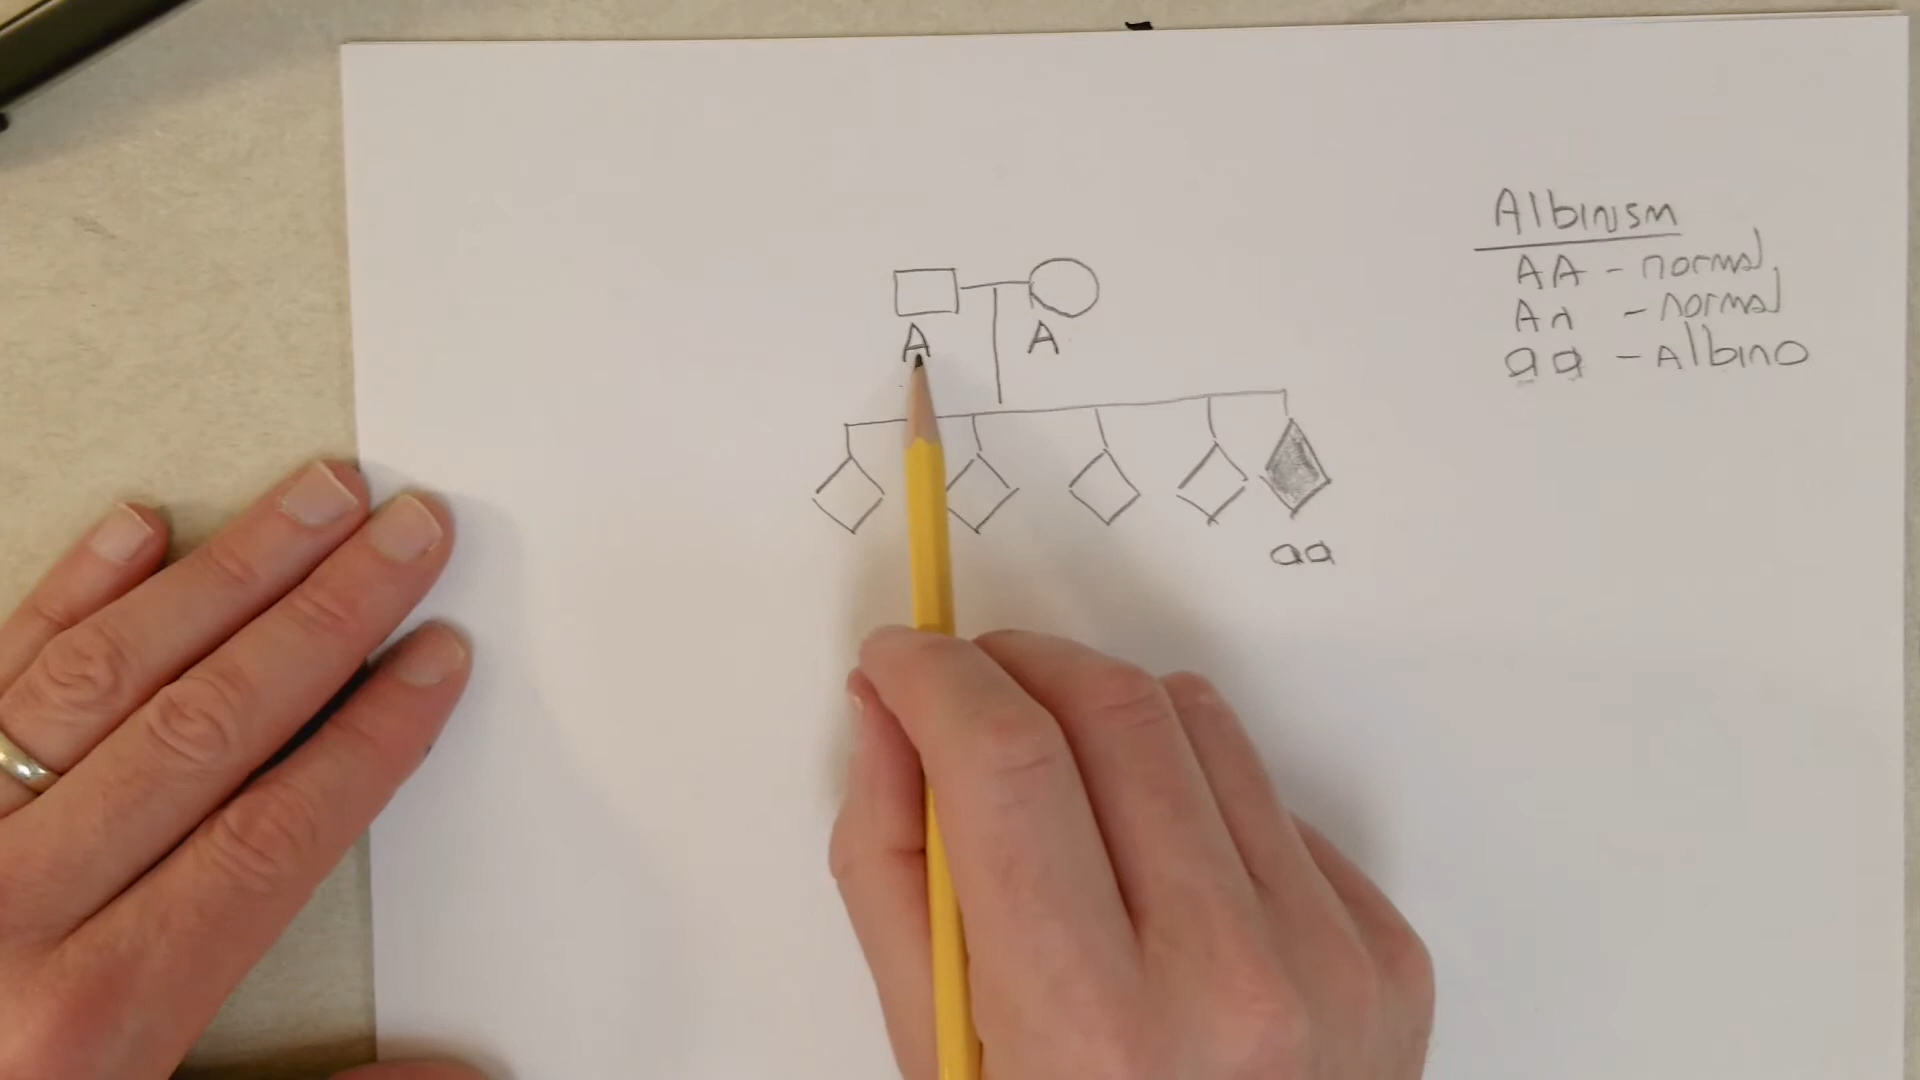 Albinism
AA - normal
Aa - normal
aa - Albino
A A
aa